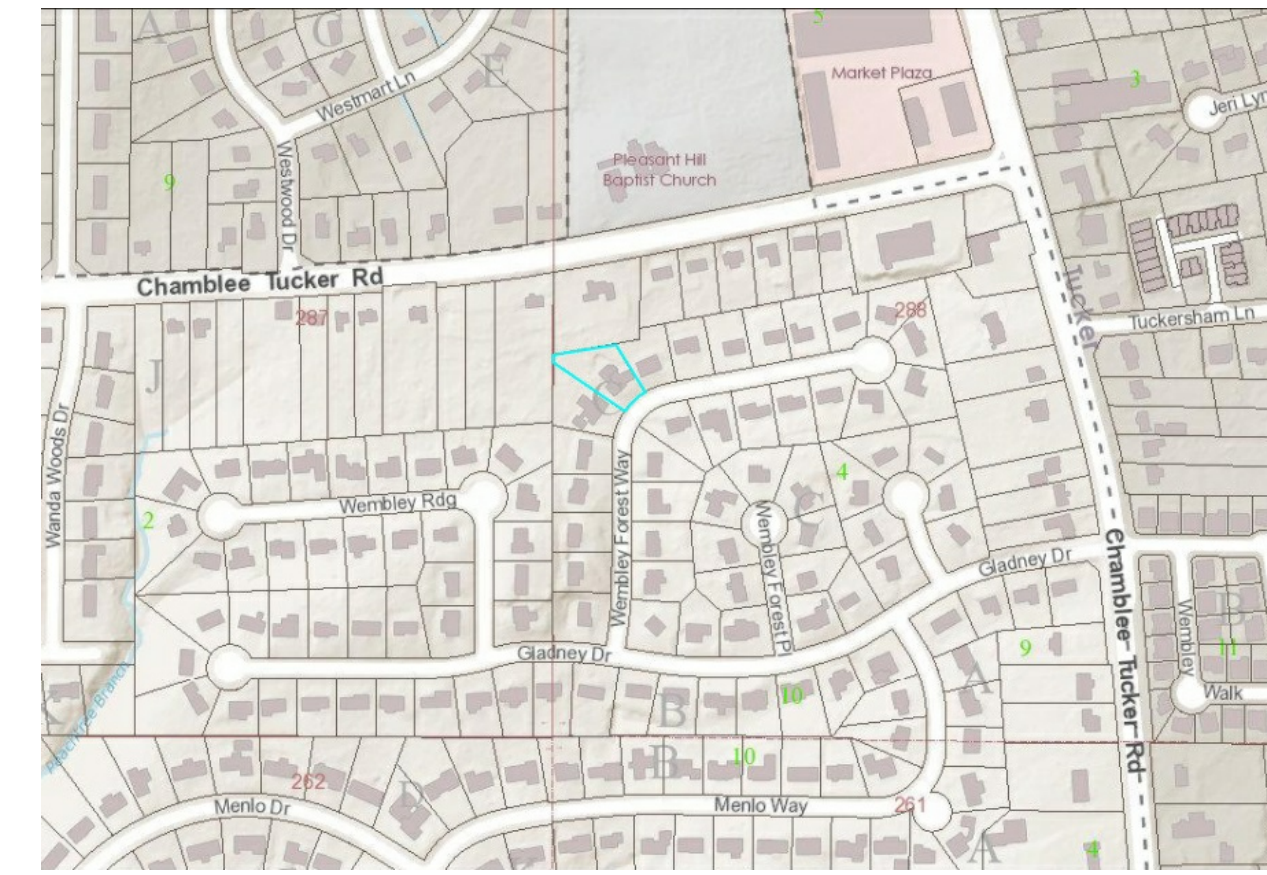 5
A
G
E
Market Plaza
3
Westmart Ln
Jeri Lyn
Pleasant Hill
Baptist Church
9
Westwood Dr
Chamblee Tucker Rd
287
288
Tucker
Tuckersham Ln
J
C
Wanda Woods Dr
4
Wembley Rdg
2
Wembley Forest Way
C
Wembley Forest Pl
Gladney Dr
Chamblee Tucker Rd
Wembley
B
11
Gladney Dr
9
A
Walk
K
Peachtree Branch
10
B
B
10
262
D
Menlo Dr
Menlo Way
261
A
4